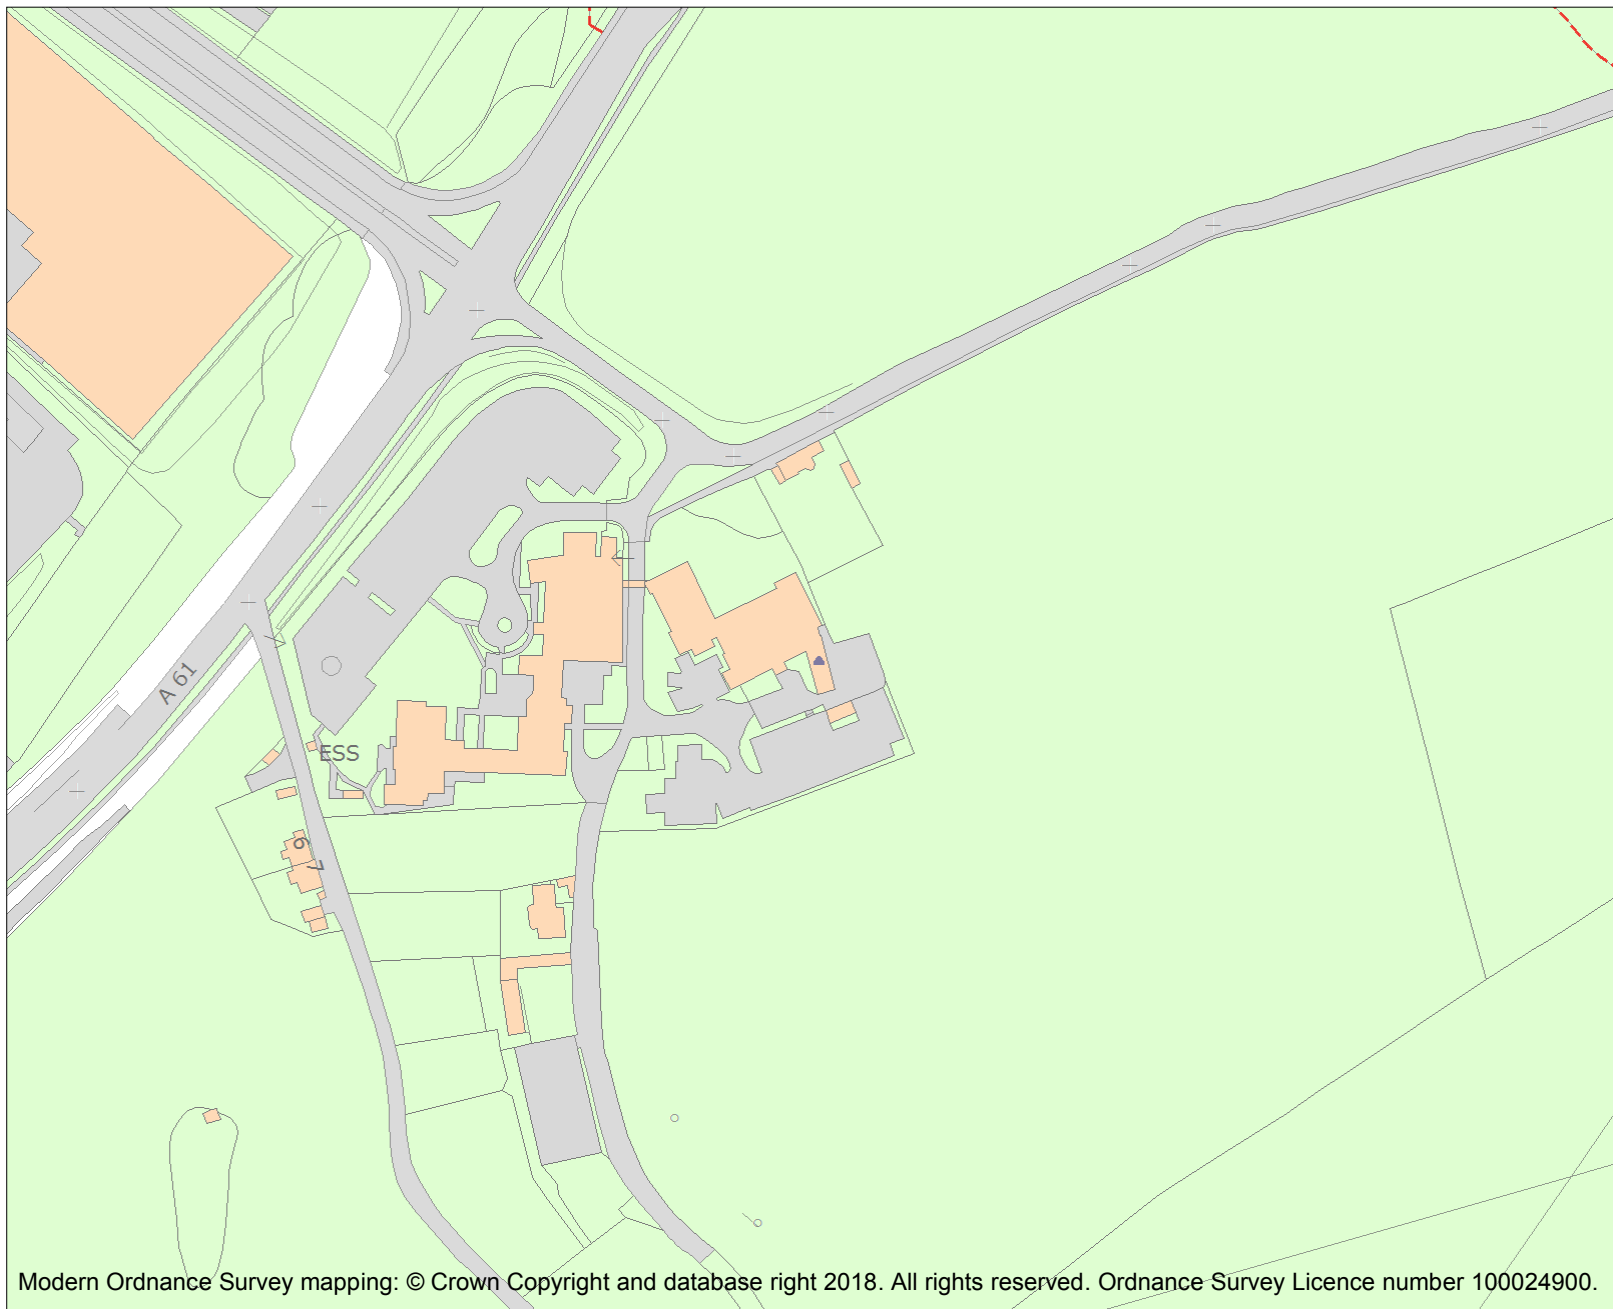 A 61
ESS
6
7
Modern Ordnance Survey mapping: © Crown Copyright and database right 2018. All rights reserved. Ordnance Survey Licence number 100024900.